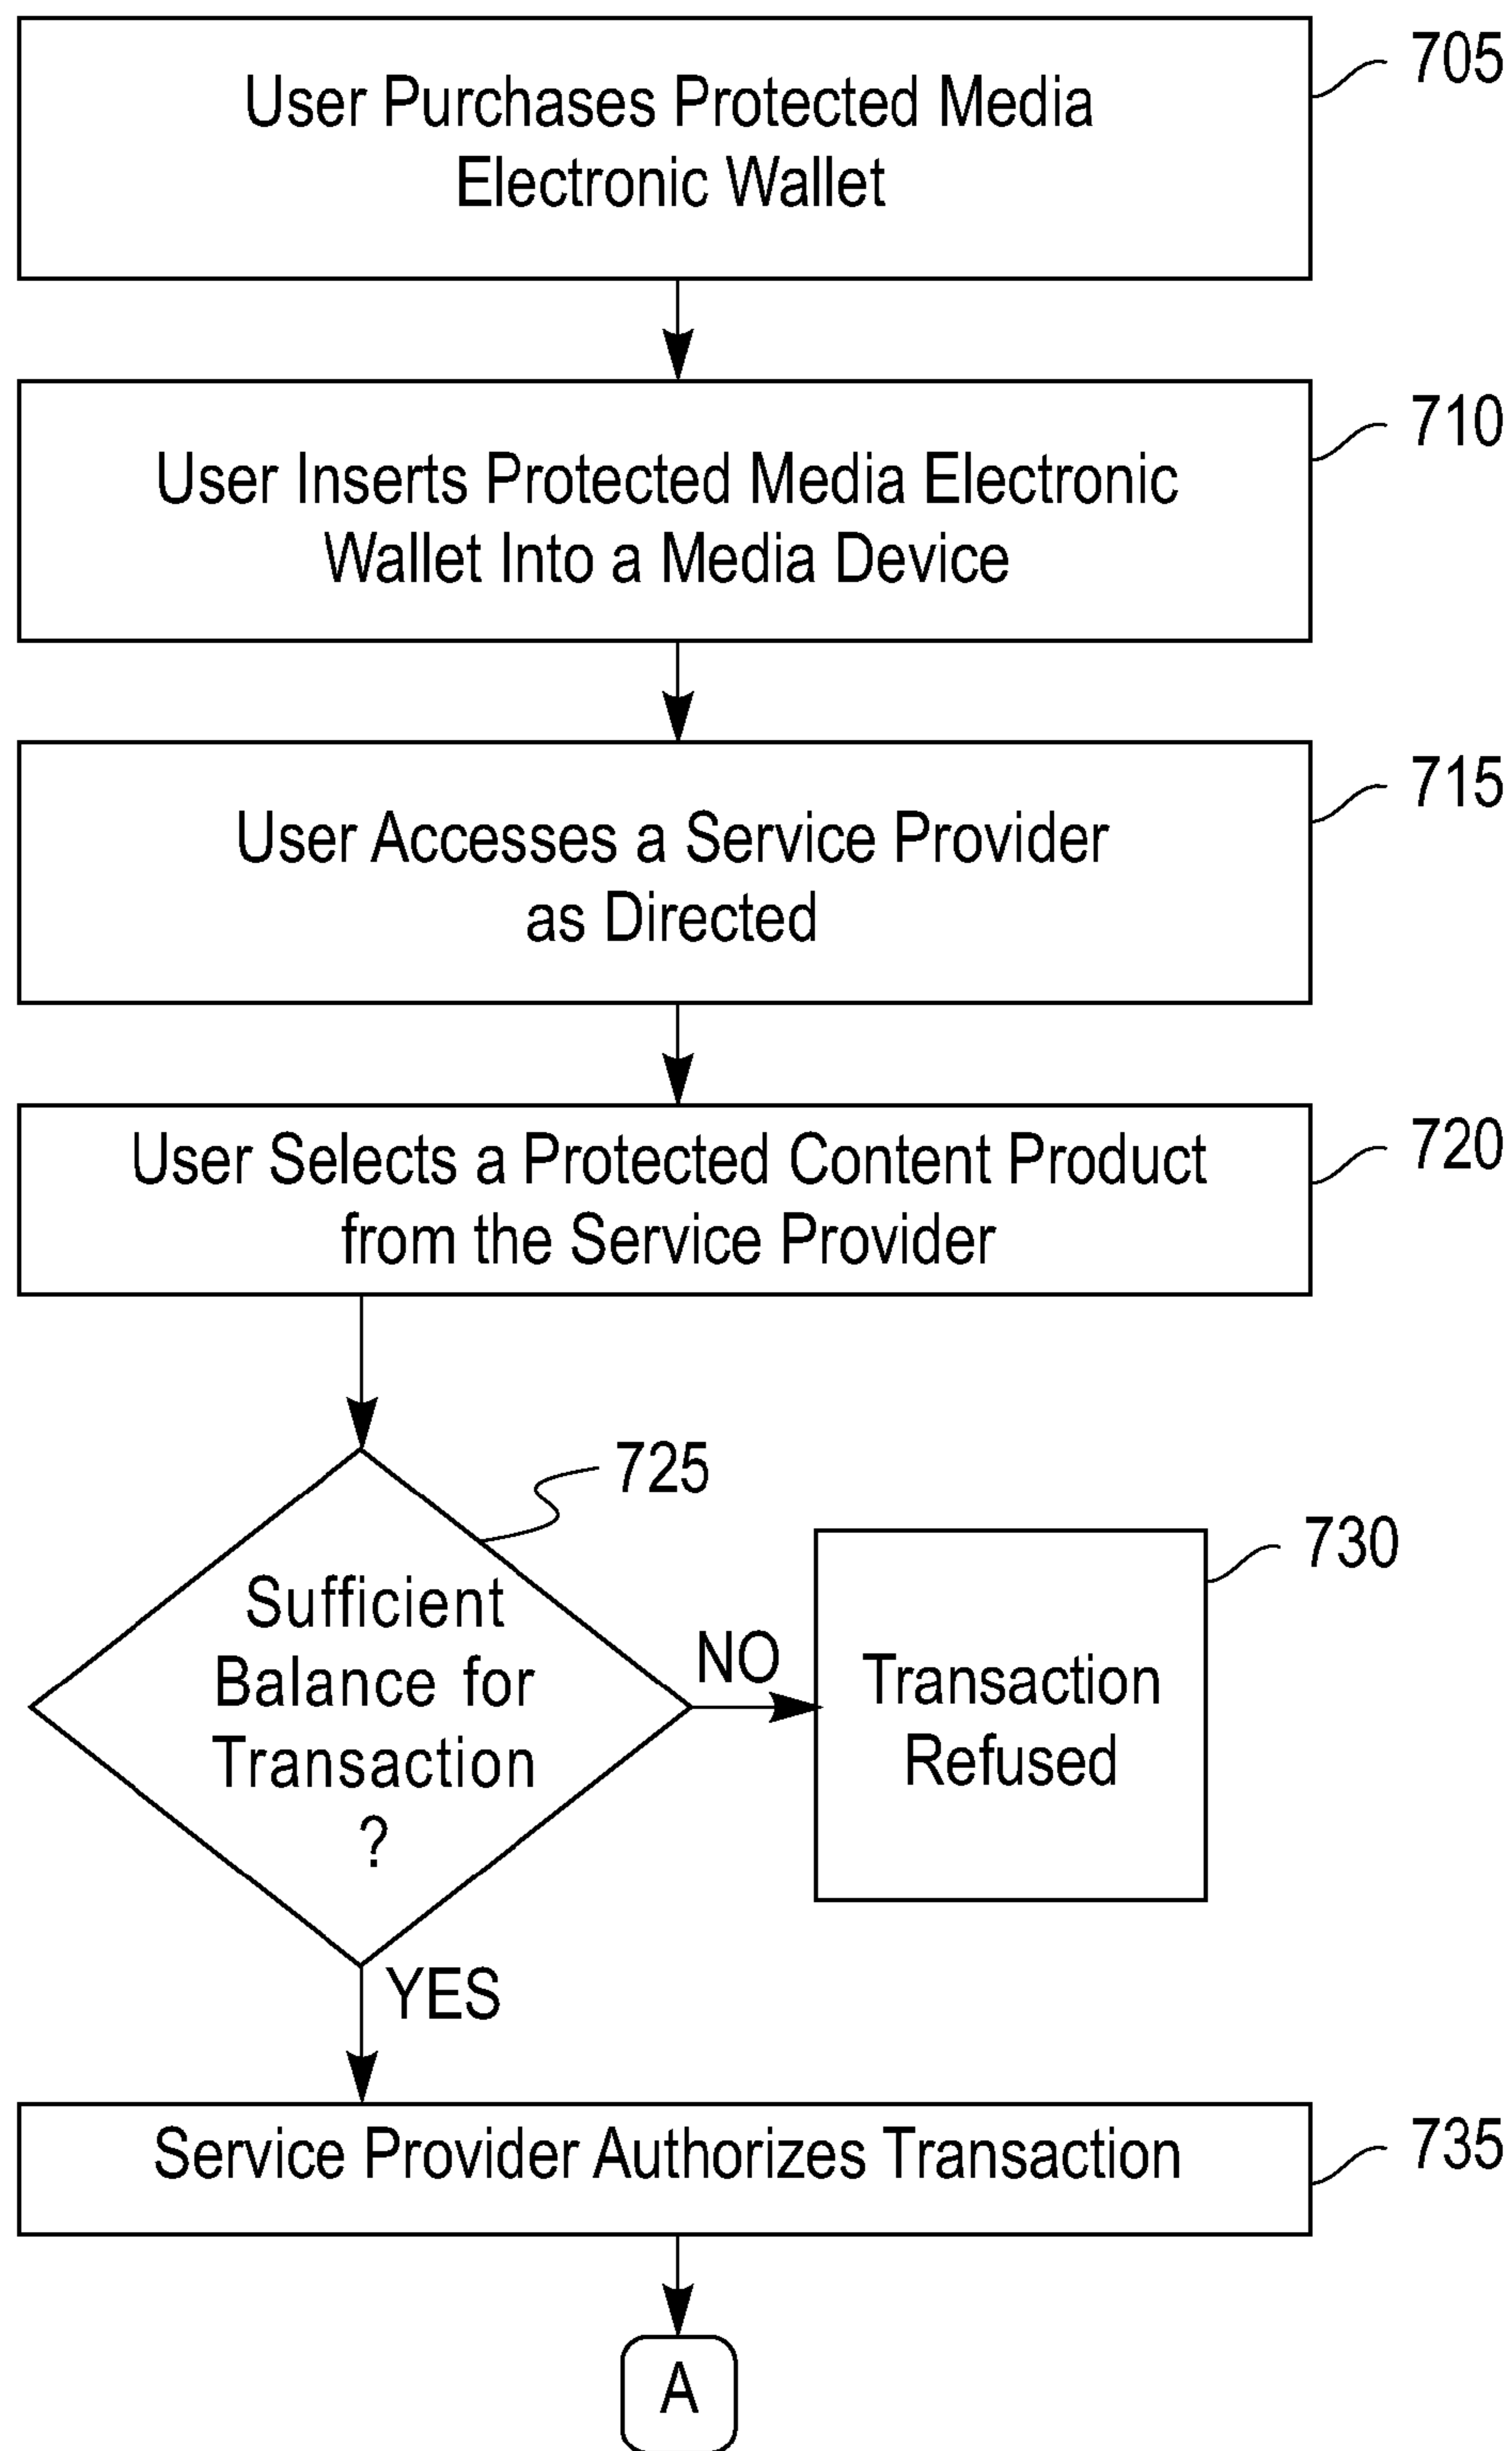 User Purchases Protected Media
Electronic Wallet
705
User Inserts Protected Media Electronic
Wallet Into a Media Device
710
User Accesses a Service Provider
as Directed
715
User Selects a Protected Content Product
from the Service Provider
720
725
Sufficient
Balance for
Transaction
?
NO
730
Transaction
Refused
YES
Service Provider Authorizes Transaction
735
A